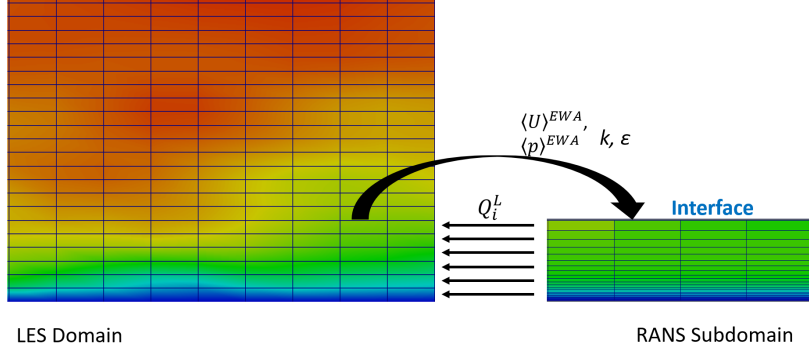 ⟨U⟩^EWA,
⟨p⟩^EWA k, ε
Q_i^L
Interface
LES Domain
RANS Subdomain